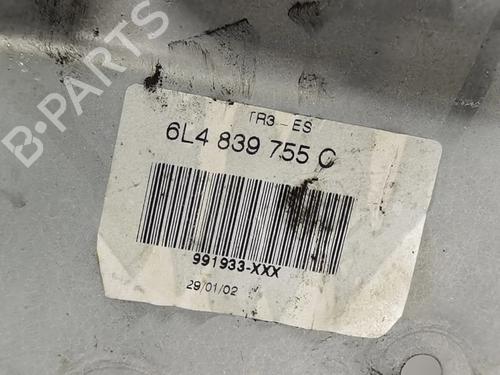 B-PARTS
TR3-ES
6L4 839 755 C
991933-XXX
29/01/02